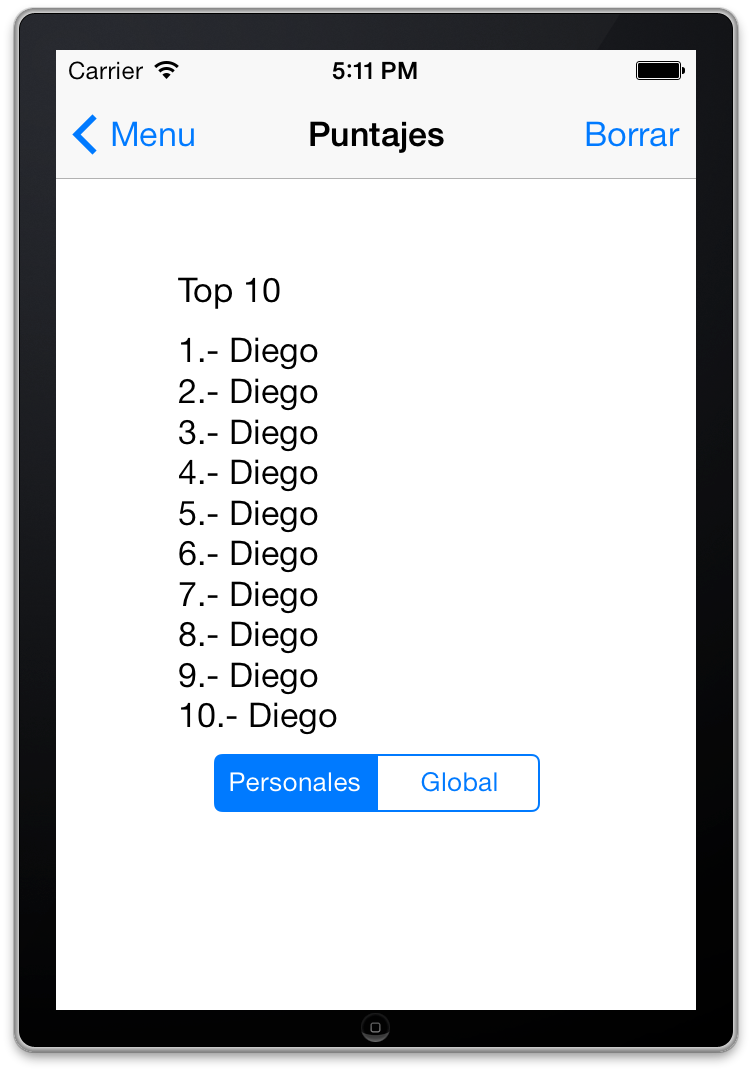 Carrier 5:11 PM
Menu Puntajes Borrar
Top 10
1.- Diego
2.- Diego
3.- Diego
4.- Diego
5.- Diego
6.- Diego
7.- Diego
8.- Diego
9.- Diego
10.- Diego
Personales Global